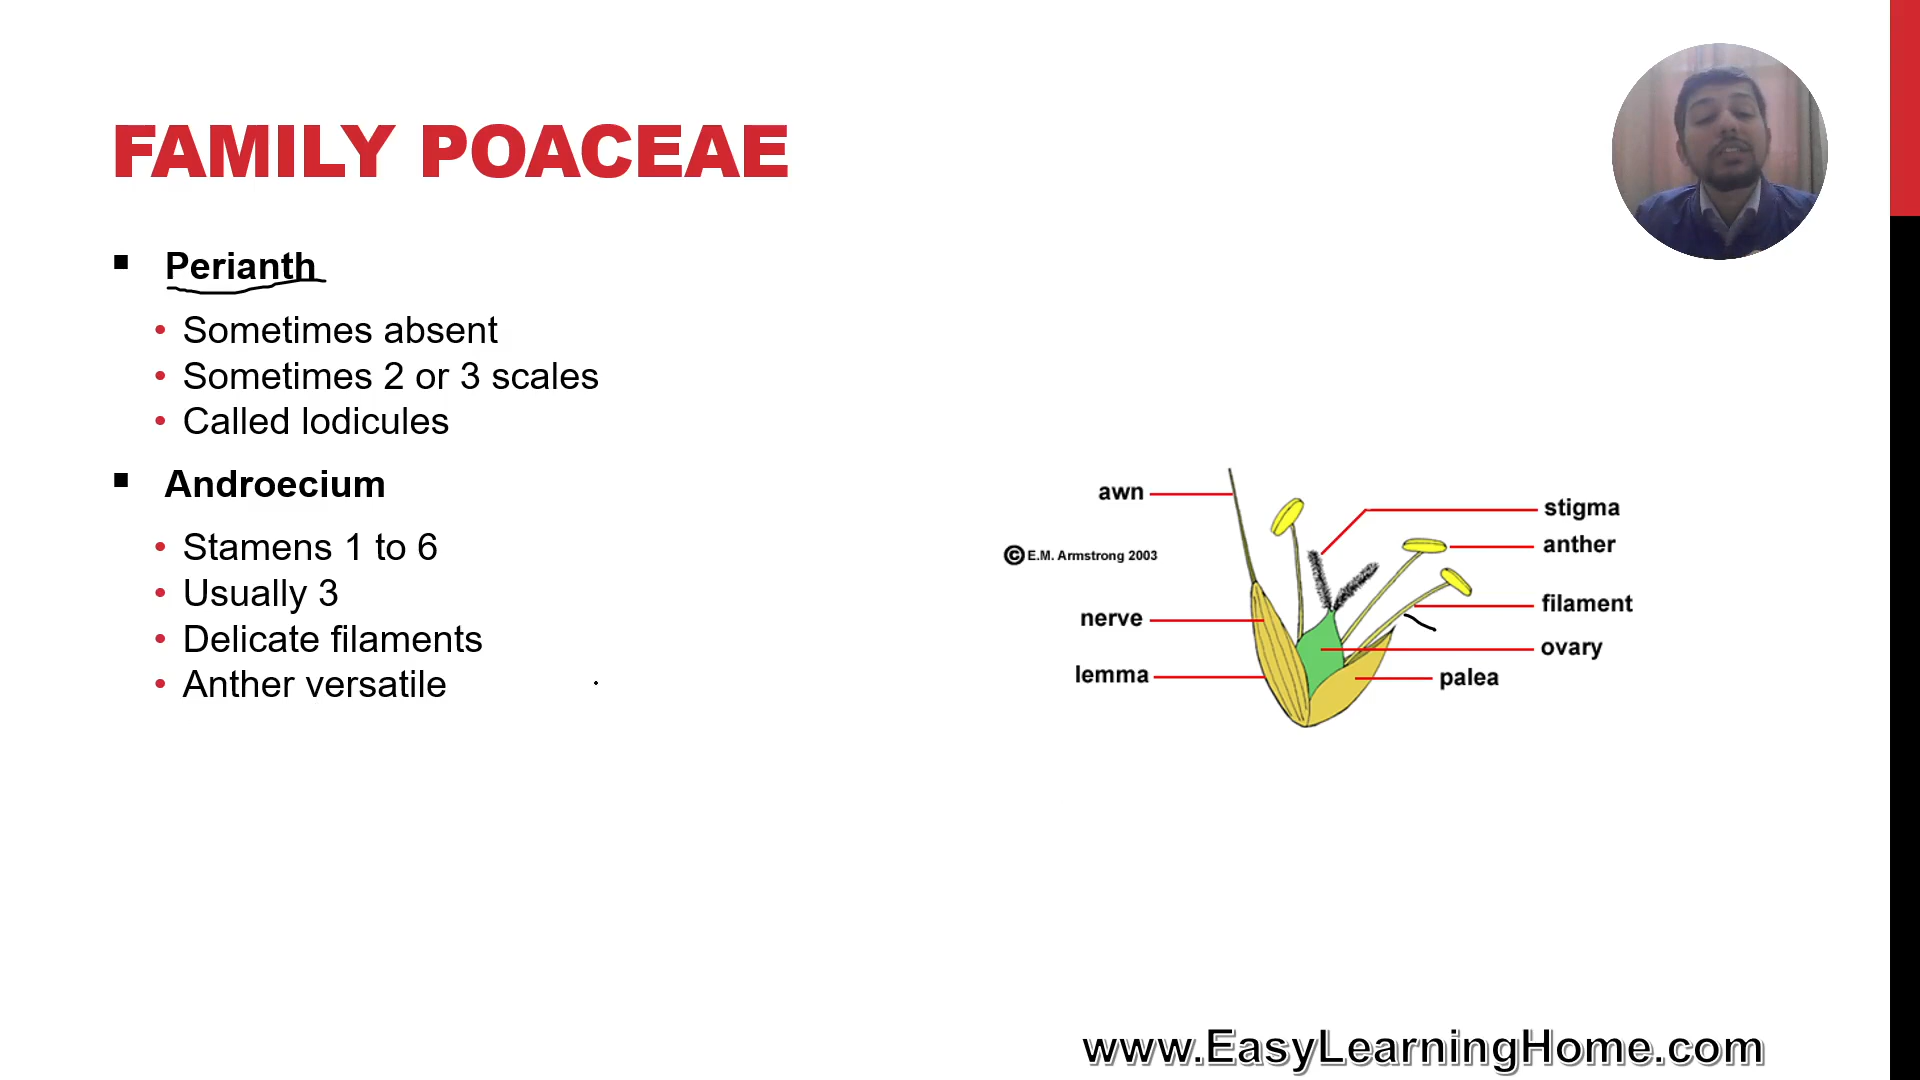 FAMILY POACEAE
▪ Perianth
• Sometimes absent
• Sometimes 2 or 3 scales
• Called lodicules
▪ Androecium
• Stamens 1 to 6
• Usually 3
• Delicate filaments
• Anther versatile
awn
© E.M. Armstrong 2003
nerve
lemma
stigma
anther
filament
ovary
palea
www.EasyLearningHome.com